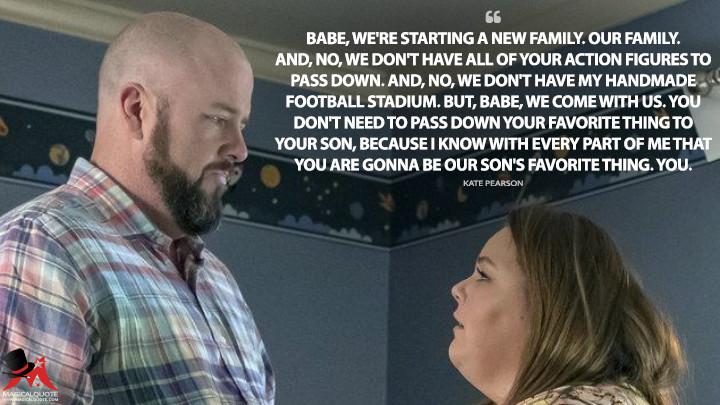 “
BABE, WE'RE STARTING A NEW FAMILY. OUR FAMILY.
AND, NO, WE DON'T HAVE ALL OF YOUR ACTION FIGURES TO
PASS DOWN. AND, NO, WE DON'T HAVE MY HANDMADE
FOOTBALL STADIUM. BUT, BABE, WE COME WITH US. YOU
DON'T NEED TO PASS DOWN YOUR FAVORITE THING TO
YOUR SON, BECAUSE I KNOW WITH EVERY PART OF ME THAT
YOU ARE GONNA BE OUR SON'S FAVORITE THING. YOU.
KATE PEARSON
MAGICALQUOTE
WWW.MAGICALQUOTE.COM